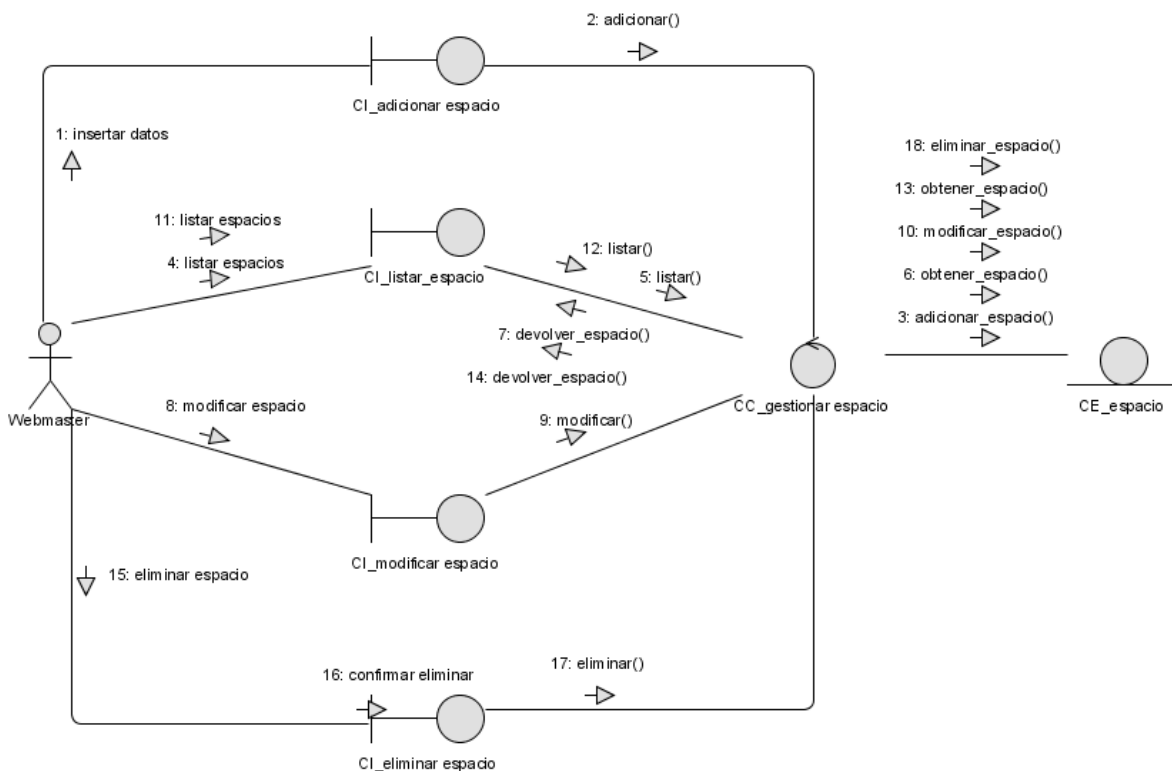 2: adicionar()
CI_adicionar espacio
1: insertar datos
18: eliminar_espacio()
13: obtener_espacio()
11: listar espacios
12: listar()
10: modificar_espacio()
4: listar espacios
CI_listar_espacio
5: listar()
6: obtener_espacio()
7: devolver_espacio()
3: adicionar_espacio()
14: devolver_espacio()
Webmaster
8: modificar espacio
9: modificar()
CC_gestionar espacio
CE_espacio
CI_modificar espacio
15: eliminar espacio
16: confirmar eliminar
17: eliminar()
CI_eliminar espacio